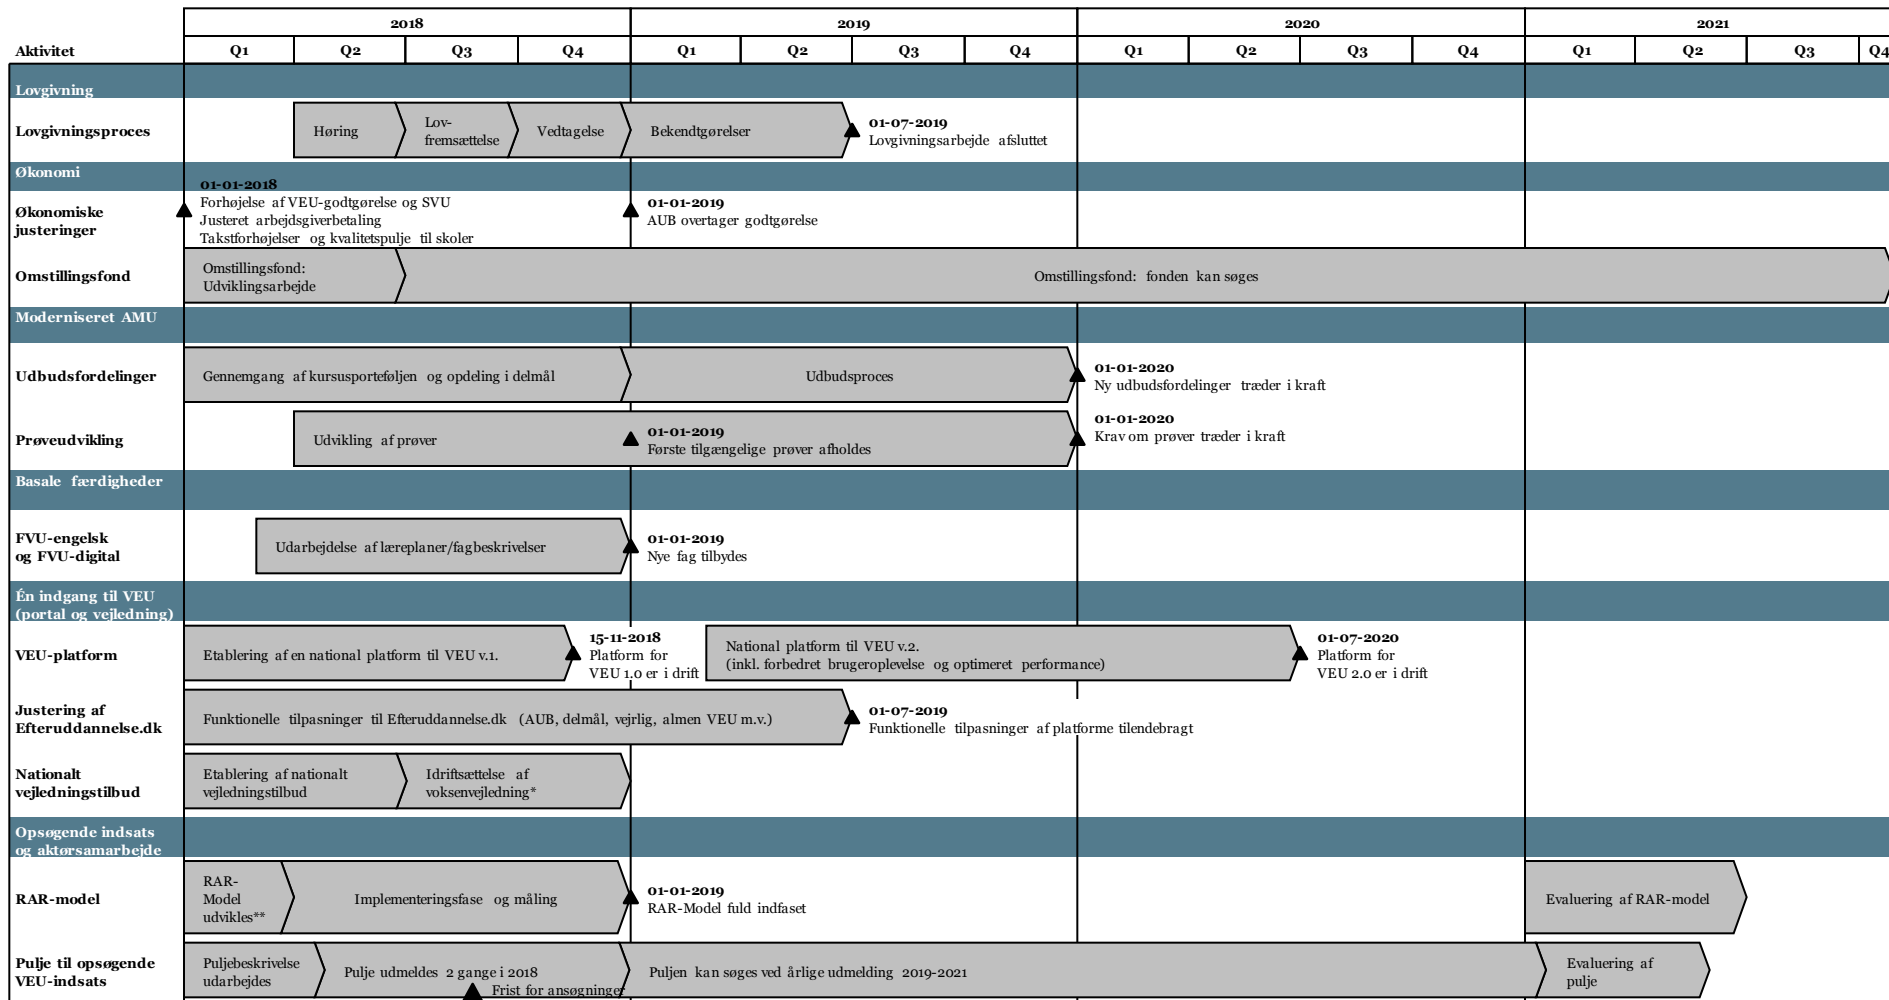 2018
2019
2020
2021
Aktivitet
Q1
Q2
Q3
Q4
Q1
Q2
Q3
Q4
Q1
Q2
Q3
Q4
Q1
Q2
Q3
Q4
Lovgivning
Lovgivningsproces
Høring
Lov-
fremsættelse
Vedtagelse
Bekendtgørelser
01-07-2019
Lovgivningsarbejde afsluttet
Økonomi
Økonomiske
justeringer
01-01-2018
Forhøjelse af VEU-godtgørelse og SVU
Justeret arbejdsgiverbetaling
Takstforhøjelser og kvalitetspulje til skoler
01-01-2019
AUB overtager godtgørelse
Omstillingsfond
Omstillingsfond:
Udviklingsarbejde
Omstillingsfond: fonden kan søges
Moderniseret AMU
Udbudsfordelinger
Gennemgang af kursusporteføljen og opdeling i delmål
Udbudsproces
01-01-2020
Ny udbudsfordelinger træder i kraft
Prøveudvikling
Udvikling af prøver
01-01-2019
Første tilgængelige prøver afholdes
01-01-2020
Krav om prøver træder i kraft
Basale færdigheder
FVU-engelsk
og FVU-digital
Udarbejdelse af læreplaner/fagbeskrivelser
01-01-2019
Nye fag tilbydes
Én indgang til VEU
(portal og vejledning)
VEU-platform
Etablering af en national platform til VEU v.1.
15-11-2018
Platform for
VEU 1.0 er i drift
National platform til VEU v.2.
(inkl. forbedret brugeroplevelse og optimeret performance)
01-07-2020
Platform for
VEU 2.0 er i drift
Justering af
Efteruddannelse.dk
Funktionelle tilpasninger til Efteruddannelse.dk (AUB, delmål, vejrlig, almen VEU m.v.)
01-07-2019
Funktionelle tilpasninger af platforme tilendebragt
Nationalt
vejledningstilbud
Etablering af nationalt
vejledningstilbud
Idriftsættelse af
voksenvejledning*
Opsøgende indsats
og aktørsamarbejde
RAR-model
RAR-
Model
udvikles**
Implementeringsfase og måling
01-01-2019
RAR-Model fuld indfaset
Evaluering af RAR-model
Pulje til opsøgende
VEU-indsats
Puljebeskrivelse
udarbejdes
Pulje udmeldes 2 gange i 2018
Frist for ansøgninger
Puljen kan søges ved årlige udmelding 2019-2021
Evaluering af
pulje